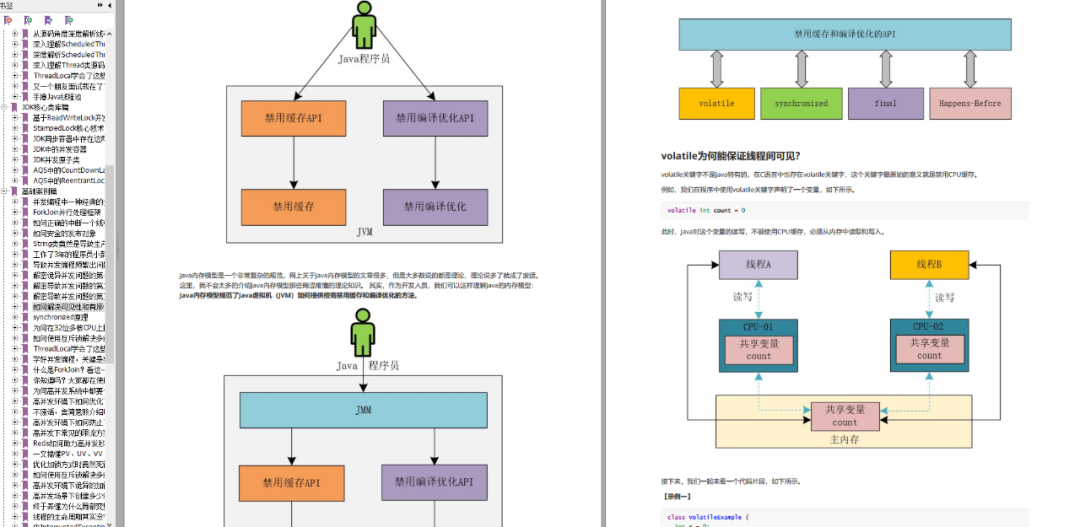 书签
从源码角度深度解析线
深入理解ScheduledThr
深度解析ScheduledThr
深入理解Thread类源码
ThreadLocal学会了这些
又一个朋友面试栽在了
手撸Java线程池
JDK核心类库篇
基于ReadWriteLock开发
StampedLock核心技术
JDK同步容器中存在这些
JDK中的并发容器
JDK并发原子类
AQS中的CountDownLa
AQS中的ReentrantLoc
基础案例篇
并发编程中一种经典的分
ForkJoin并行处理框架
如何正确的中断一个线程
如何安全的发布对象
String类竟然是导致生产
工作了3年的程序员小菜
导致并发编程频繁出问题
解密诡异并发问题的第一
解密导致并发问题的第二
解密导致并发问题的第三
如何解决可见性和有序
synchronized原理
为何在32位多核CPU上执
如何使用互斥锁解决多线
ThreadLocal学会了这些
学好并发编程，关键是要
什么是ForkJoin？看这一
你知道吗？大家都在使用
为何高并发系统中都要
高并发环境下如何优化
不废话，言简意赅介绍
高并发环境下如何防止
高并发下常见的限流方案
Redis如何助力高并发秒
一文搞懂PV、UV、VV
优化加锁方式时竟然死锁
如何使用互斥锁解决多线
高并发环境下诡异的加锁
高并发场景下创建多少线
终于弄懂为什么局部变量
线程的生命周期其实没有
Java程序员
禁用缓存API
禁用编译优化API
禁用缓存
禁用编译优化
JVM
Java内存模型是一个非常复杂的规范，网上关于Java内存模型的文章很多，但是大多数说的都是理论，理论说多了就成了废话。
这里，我不会太多的介绍Java内存模型那些晦涩难懂的理论知识。 其实，作为开发人员，我们可以这样理解Java的内存模型：
Java内存模型规范了Java虚拟机（JVM）如何提供按需禁用缓存和编译优化的方法。
Java 程序员
JMM
禁用缓存API
禁用编译优化API
禁用缓存和编译优化的API
volatile
synchronized
final
Happens-Before
volatile为何能保证线程间可见？
volatile关键字不是Java特有的，在C语言中也存在volatile关键字，这个关键字最原始的意义就是禁用CPU缓存。
例如，我们在程序中使用volatile关键字声明了一个变量，如下所示。
volatile int count = 0
此时，Java对这个变量的读写，不能使用CPU缓存，必须从内存中读取和写入。
线程A
线程B
读写
读写
CPU-01
共享变量
count
CPU-02
共享变量
count
共享变量
count
主内存
接下来，我们一起来看一个代码片段，如下所示。
【示例一】
class VolatileExample {
int x = 0;